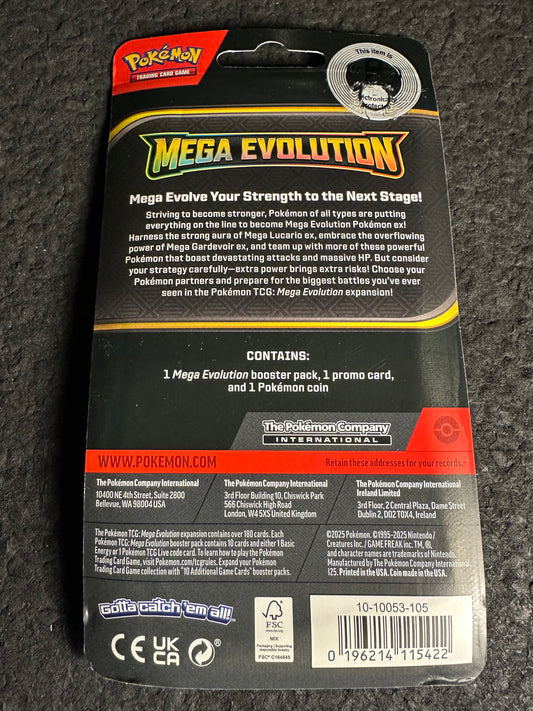 POKéMON
TRADING CARD GAME
This item is
Electronically
Protected
MEGA EVOLUTION
Mega Evolve Your Strength to the Next Stage!
Striving to become stronger, Pokémon of all types are putting
everything on the line to become Mega Evolution Pokémon ex!
Harness the strong aura of Mega Lucario ex, embrace the overflowing
power of Mega Gardevoir ex, and team up with more of these powerful
Pokémon that boast devastating attacks and massive HP. But consider
your strategy carefully—extra power brings extra risks! Choose your
Pokémon partners and prepare for the biggest battles you've ever
seen in the Pokémon TCG: Mega Evolution expansion!
CONTAINS:
1 Mega Evolution booster pack, 1 promo card,
and 1 Pokémon coin
The Pokémon Company
INTERNATIONAL
WWW.POKEMON.COM
Retain these addresses for your records.
The Pokémon Company International
10400 NE 4th Street, Suite 2800
Bellevue, WA 98004 USA
The Pokémon Company International
3rd Floor Building 10, Chiswick Park
566 Chiswick High Road
London, W4 5XS United Kingdom
The Pokémon Company International
Ireland Limited
3rd Floor, 2 Central Plaza, Dame Street
Dublin 2, D02 T0X4, Ireland
The Pokémon TCG: Mega Evolution expansion contains over 180 cards. Each
Pokémon TCG: Mega Evolution booster pack contains 10 cards and either 1 Basic
Energy or 1 Pokémon TCG Live code card. To learn how to play the Pokémon
Trading Card Game, visit Pokemon.com/tcgrules. Expand your Pokémon
Trading Card Game collection with "10 Additional Game Cards" booster packs.
©2025 Pokémon. ©1995-2025 Nintendo/
Creatures Inc./ GAME FREAK inc. TM, ®,
and character names are trademarks of Nintendo.
Manufactured by The Pokémon Company International
125. Printed in the USA. Coin made in the USA.
Gotta catch 'em all!
CE UK
CA
FSC
www.fsc.org
MIX
Packaging | Supporting
responsible forestry
FSC® C164645
10-10053-105
0 196214 115422